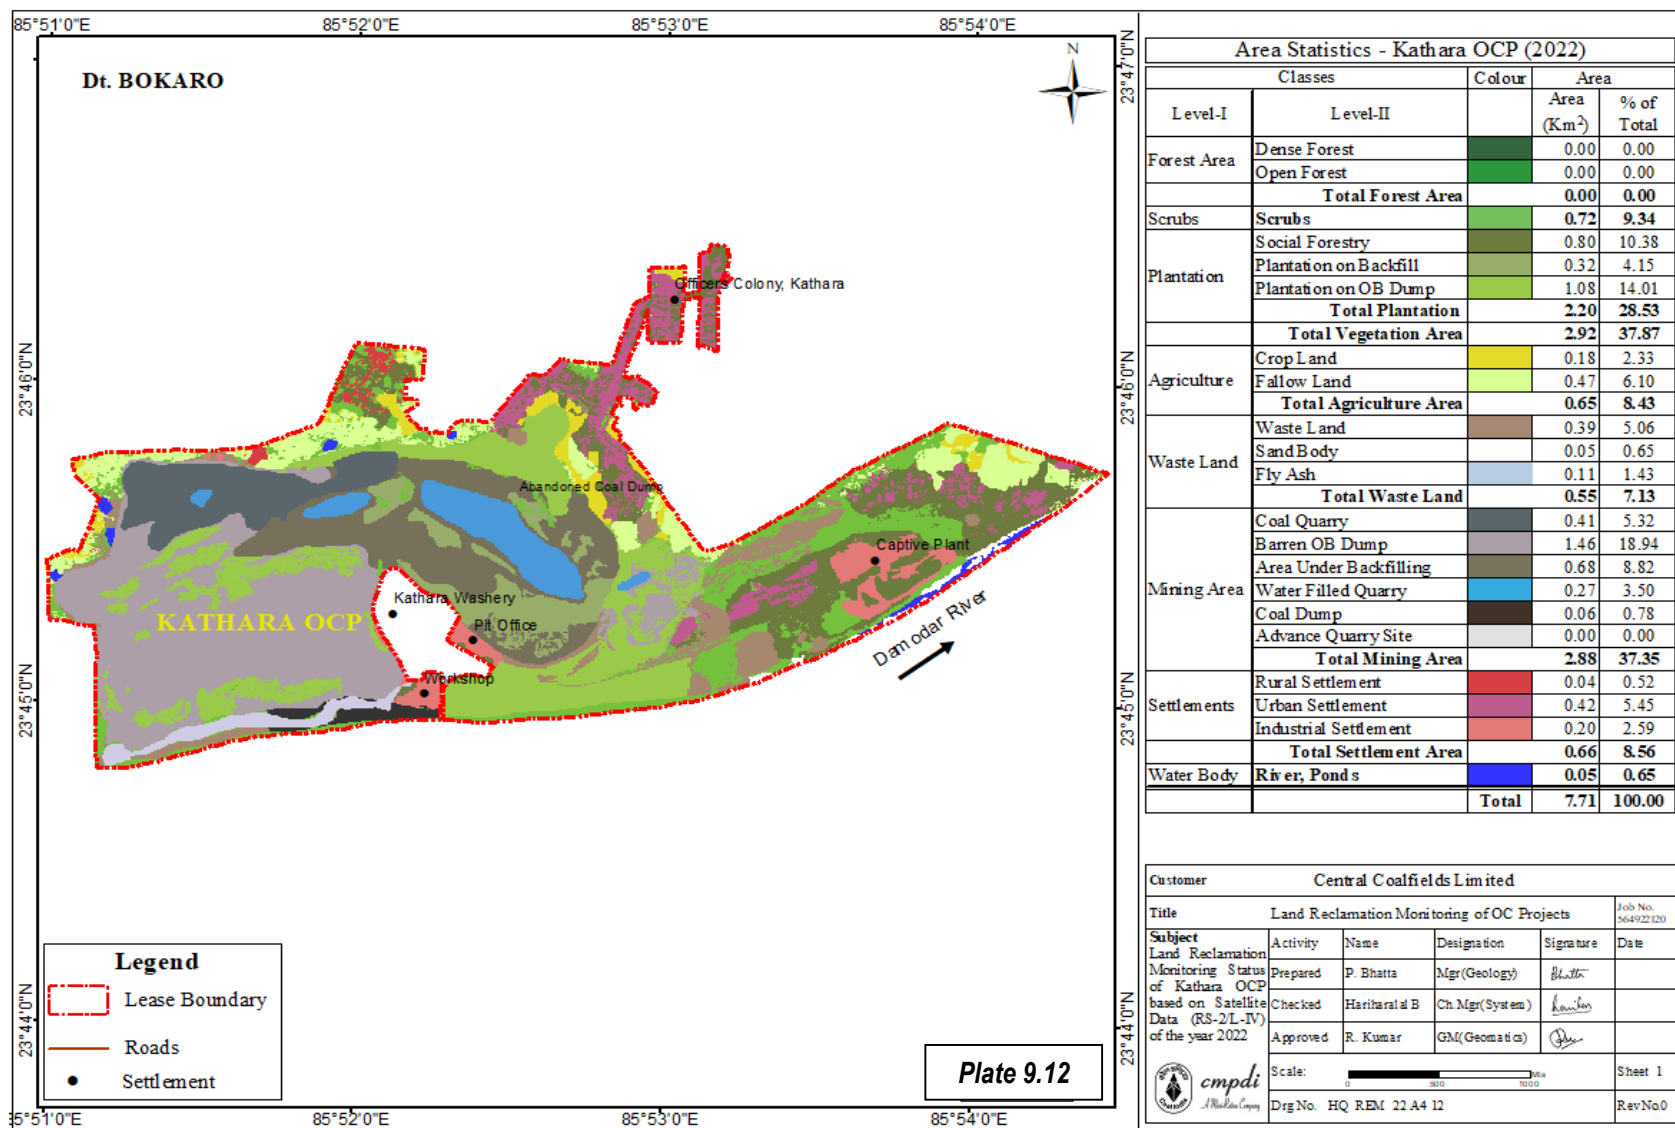 85°51'0"E 85°52'0"E 85°53'0"E 85°54'0"E
Dt. BOKARO
N
23°47'0"N
23°46'0"N 23°46'0"N
23°45'0"N 23°45'0"N
23°44'0"N 23°44'0"N
Officers Colony, Kathara
Abandoned Coal Dump
Captive Plant
Kathara Washery
KATHARA OCP
Pit Office
Damodar River
Workshop
Legend
Lease Boundary
Roads
Settlement
Plate 9.12
85°51'0"E 85°52'0"E 85°53'0"E 85°54'0"E
Area Statistics - Kathara OCP (2022)
Classes Colour Area
Level-I Level-II Area (Km²) % of Total
Forest Area Dense Forest 0.00 0.00
Open Forest 0.00 0.00
Total Forest Area 0.00 0.00
Scrubs Scrubs 0.72 9.34
Plantation Social Forestry 0.80 10.38
Plantation on Backfill 0.32 4.15
Plantation on OB Dump 1.08 14.01
Total Plantation 2.20 28.53
Total Vegetation Area 2.92 37.87
Agriculture Crop Land 0.18 2.33
Fallow Land 0.47 6.10
Total Agriculture Area 0.65 8.43
Waste Land Waste Land 0.39 5.06
Sand Body 0.05 0.65
Fly Ash 0.11 1.43
Total Waste Land 0.55 7.13
Mining Area Coal Quarry 0.41 5.32
Barren OB Dump 1.46 18.94
Area Under Backfilling 0.68 8.82
Water Filled Quarry 0.27 3.50
Coal Dump 0.06 0.78
Advance Quarry Site 0.00 0.00
Total Mining Area 2.88 37.35
Settlements Rural Settlement 0.04 0.52
Urban Settlement 0.42 5.45
Industrial Settlement 0.20 2.59
Total Settlement Area 0.66 8.56
Water Body River, Ponds 0.05 0.65
Total 7.71 100.00
Customer Central Coalfields Limited
Title Land Reclamation Monitoring of OC Projects Job No. 564922120
Subject
Land Reclamation
Monitoring Status
of Kathara OCP
based on Satellite
Data (RS-2/L-IV)
of the year 2022
Activity Name Designation Signature Date
Prepared P. Bhatta Mgr(Geology)
Checked Hariharalal B Ch.Mgr(System)
Approved R. Kumar GM(Geomatics)
cmpdi
A Mini Ratna Company
Scale: 0 500 1000 Mts Sheet 1
Drg No. HQ REM 22 A4 12 Rev No.0